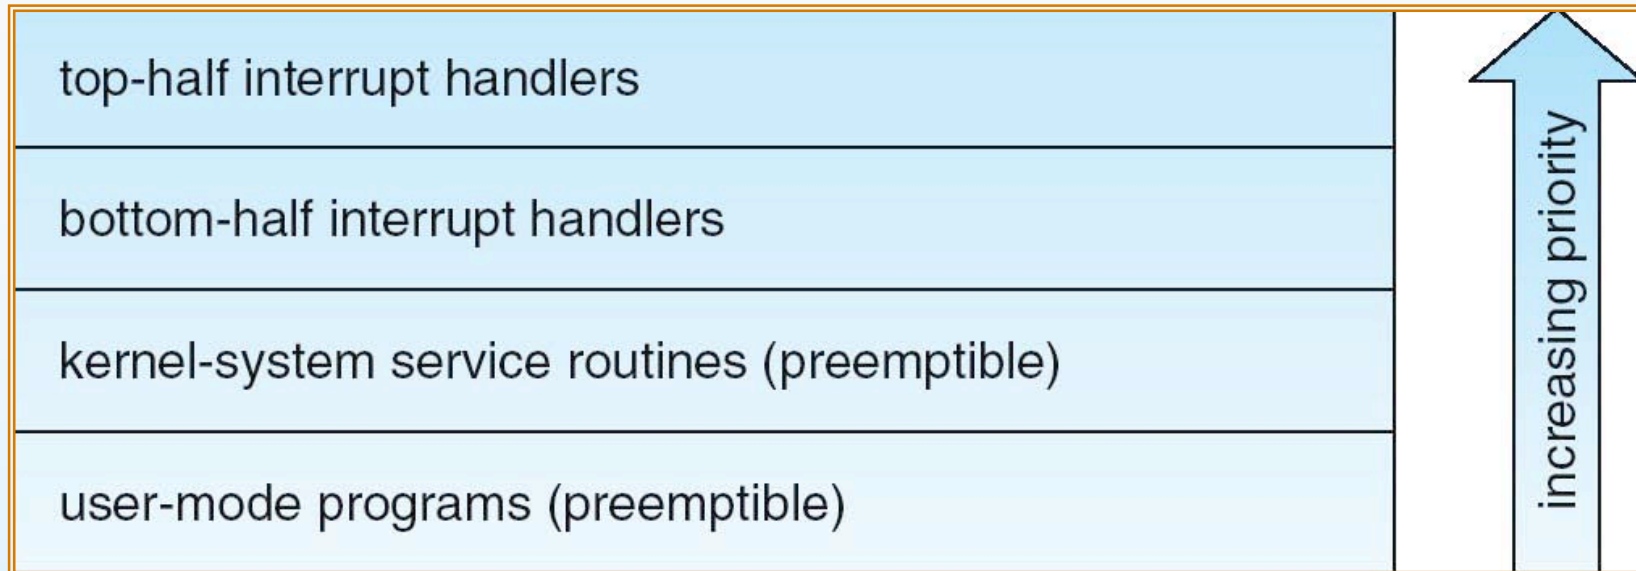 top-half interrupt handlers
bottom-half interrupt handlers
kernel-system service routines (preemptible)
user-mode programs (preemptible)
increasing priority